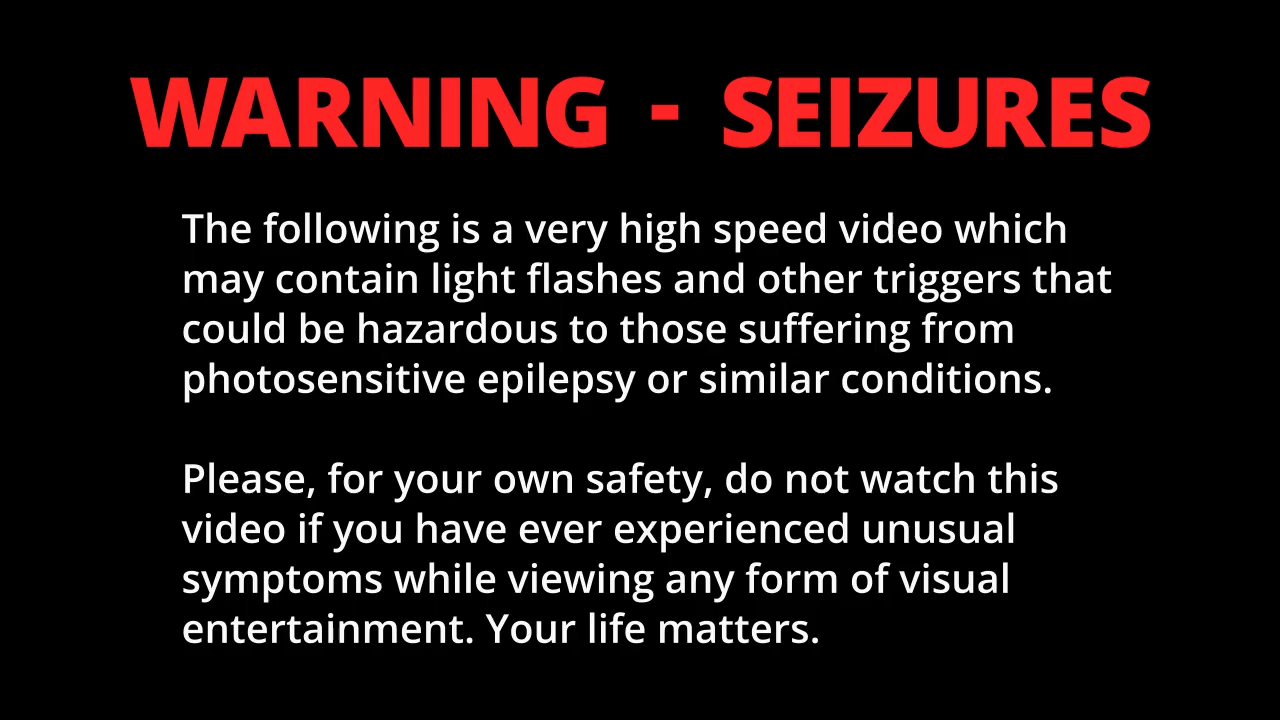 WARNING - SEIZURES
The following is a very high speed video which
may contain light flashes and other triggers that
could be hazardous to those suffering from
photosensitive epilepsy or similar conditions.
Please, for your own safety, do not watch this
video if you have ever experienced unusual
symptoms while viewing any form of visual
entertainment. Your life matters.